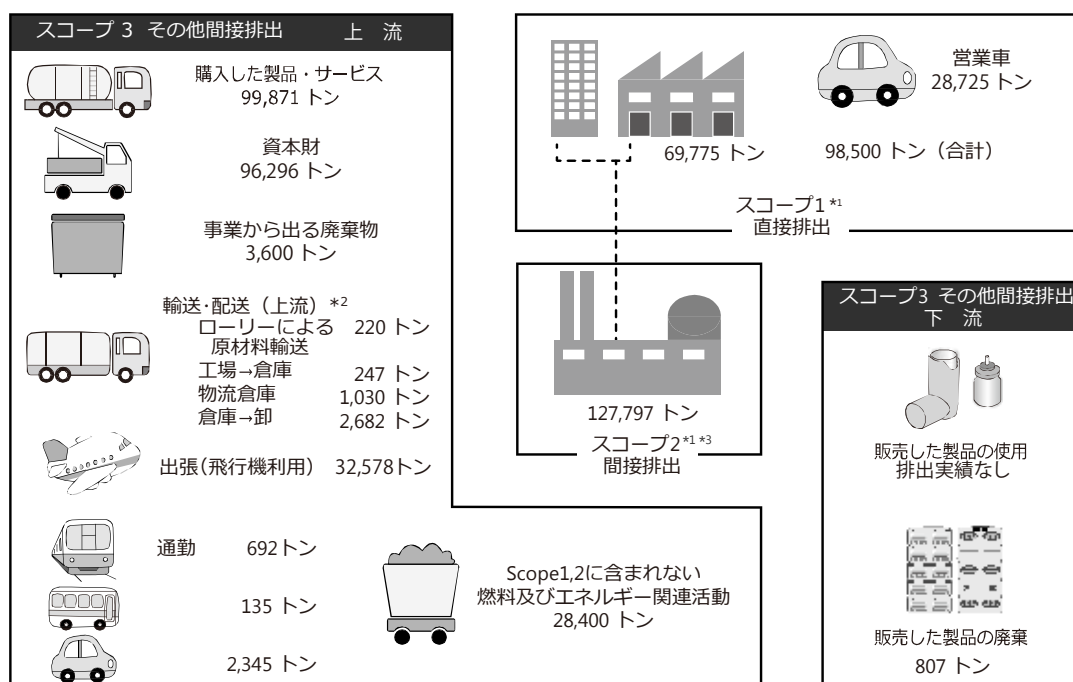 スコープ 3 その他間接排出 上 流
購入した製品・サービス
99,871 トン
資本財
96,296 トン
事業から出る廃棄物
3,600 トン
輸送・配送（上流）*2
ローリーによる 220 トン
原材料輸送
工場→倉庫 247 トン
物流倉庫 1,030 トン
倉庫→卸 2,682 トン
出張(飛行機利用) 32,578トン
通勤 692トン
135 トン
2,345 トン
Scope1,2に含まれない
燃料及びエネルギー関連活動
28,400 トン
営業車
28,725 トン
69,775 トン
98,500 トン（合計）
スコープ1 *1
直接排出
127,797 トン
スコープ2*1 *3
間接排出
スコープ3 その他間接排出
下 流
販売した製品の使用
排出実績なし
販売した製品の廃棄
807 トン